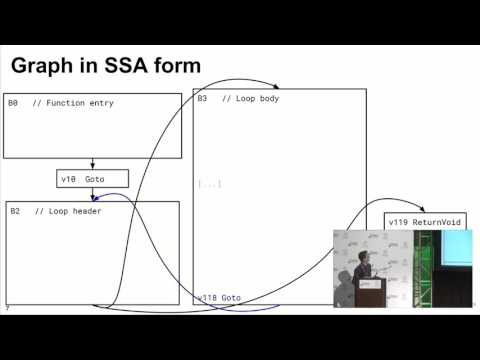 Graph in SSA form
B0 // Function entry
v10 Goto
B2 // Loop header
B3 // Loop body
[...]
v118 Goto
v119 ReturnVoid
7